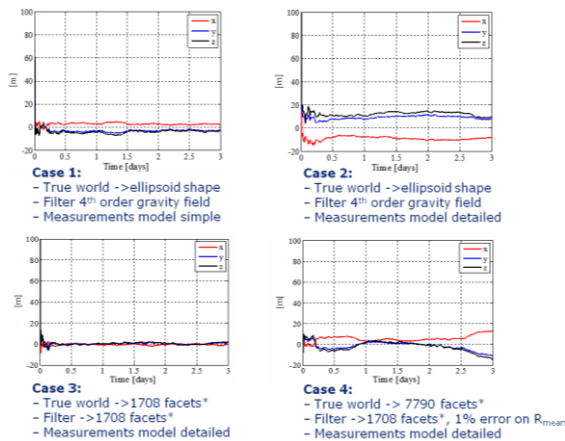 100
80
60
40
20
0
-20
[m]
x
y
z
0 0.5 1 1.5 2 2.5 3
Time [days]
Case 1:
– True world ->ellipsoid shape
– Filter 4th order gravity field
– Measurements model simple
100
80
60
40
20
0
-20
[m]
x
y
z
0 0.5 1 1.5 2 2.5 3
Time [days]
Case 2:
– True world ->ellipsoid shape
– Filter 4th order gravity field
– Measurements model detailed
100
80
60
40
20
0
-20
[m]
x
y
z
0 0.5 1 1.5 2 2.5 3
Time [days]
Case 3:
– True world ->1708 facets*
– Filter ->1708 facets*
– Measurements model detailed
100
80
60
40
20
0
-20
[m]
x
y
z
0 0.5 1 1.5 2 2.5 3
Time [days]
Case 4:
– True world -> 7790 facets*
– Filter ->1708 facets*, 1% error on Rmean
– Measurements model detailed